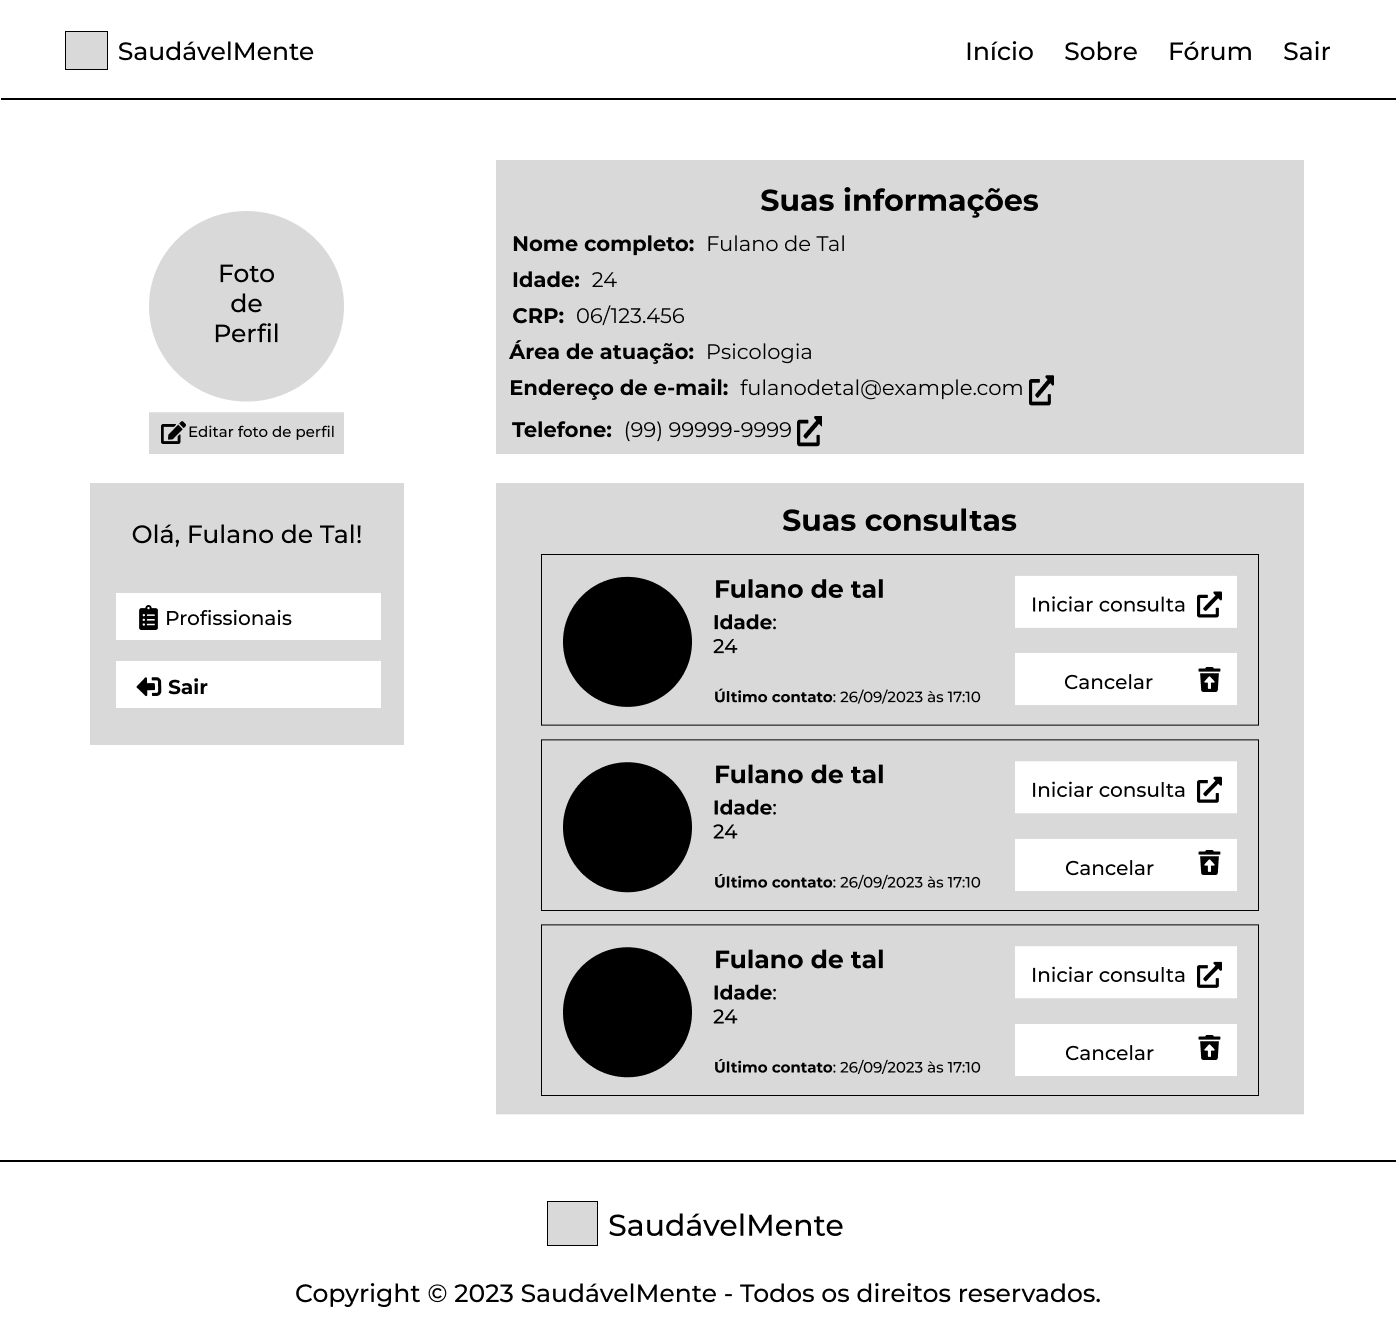 SaudávelMente
Início Sobre Fórum Sair
Foto
de
Perfil
Editar foto de perfil
Olá, Fulano de Tal!
Profissionais
Sair
Suas informações
Nome completo: Fulano de Tal
Idade: 24
CRP: 06/123.456
Área de atuação: Psicologia
Endereço de e-mail: fulanodetal@example.com
Telefone: (99) 99999-9999
Suas consultas
Fulano de tal
Idade:
24
Último contato: 26/09/2023 às 17:10
Iniciar consulta
Cancelar
Fulano de tal
Idade:
24
Último contato: 26/09/2023 às 17:10
Iniciar consulta
Cancelar
Fulano de tal
Idade:
24
Último contato: 26/09/2023 às 17:10
Iniciar consulta
Cancelar
SaudávelMente
Copyright © 2023 SaudávelMente - Todos os direitos reservados.